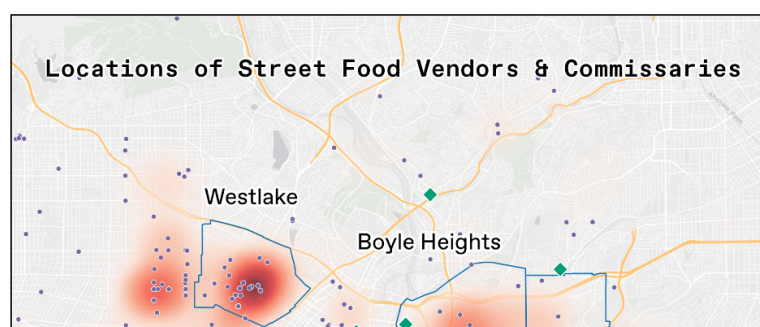 Locations of Street Food Vendors & Commissaries
Westlake
Boyle Heights